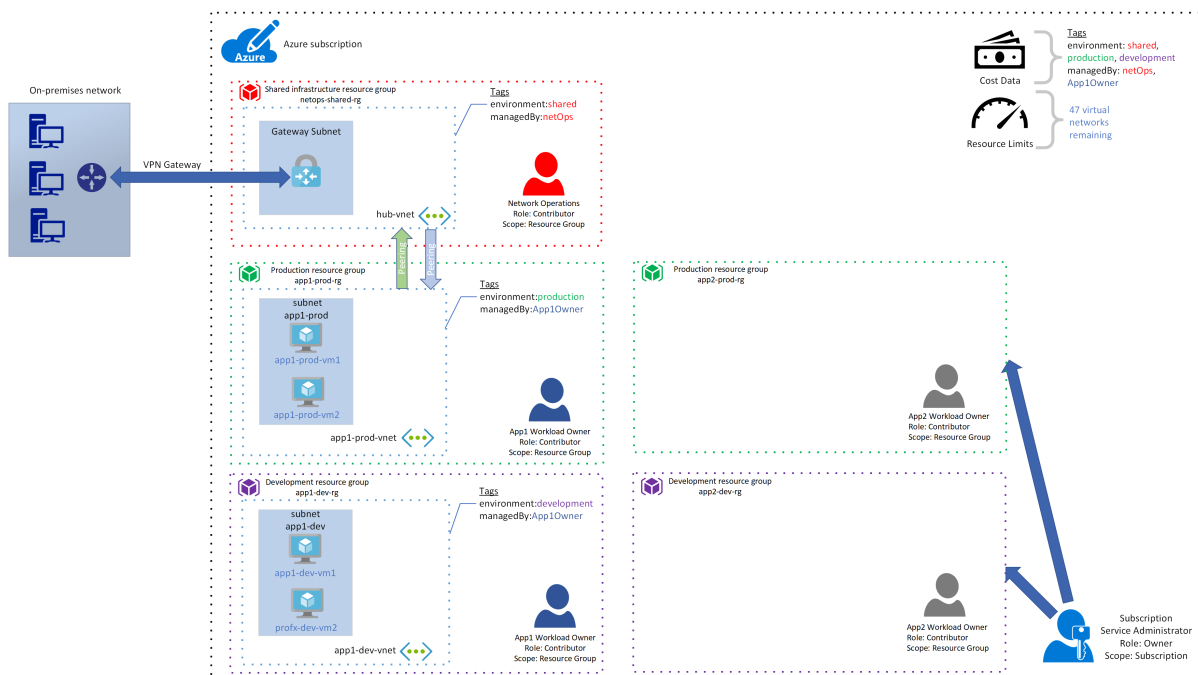 Azure
Azure subscription
Cost Data
Tags
environment: shared,
production, development
managedBy: netOps,
App1Owner
Resource Limits
47 virtual
networks
remaining
On-premises network
VPN Gateway
Shared infrastructure resource group
netops-shared-rg
Gateway Subnet
Tags
environment:shared
managedBy:netOps
Network Operations
Role: Contributor
Scope: Resource Group
hub-vnet
Peering
Peering
Production resource group
app1-prod-rg
subnet
app1-prod
app1-prod-vm1
app1-prod-vm2
app1-prod-vnet
Tags
environment:production
managedBy:App1Owner
App1 Workload Owner
Role: Contributor
Scope: Resource Group
Production resource group
app2-prod-rg
App2 Workload Owner
Role: Contributor
Scope: Resource Group
Development resource group
app1-dev-rg
subnet
app1-dev
app1-dev-vm1
profx-dev-vm2
app1-dev-vnet
Tags
environment:development
managedBy:App1Owner
App1 Workload Owner
Role: Contributor
Scope: Resource Group
Development resource group
app2-dev-rg
App2 Workload Owner
Role: Contributor
Scope: Resource Group
Subscription
Service Administrator
Role: Owner
Scope: Subscription